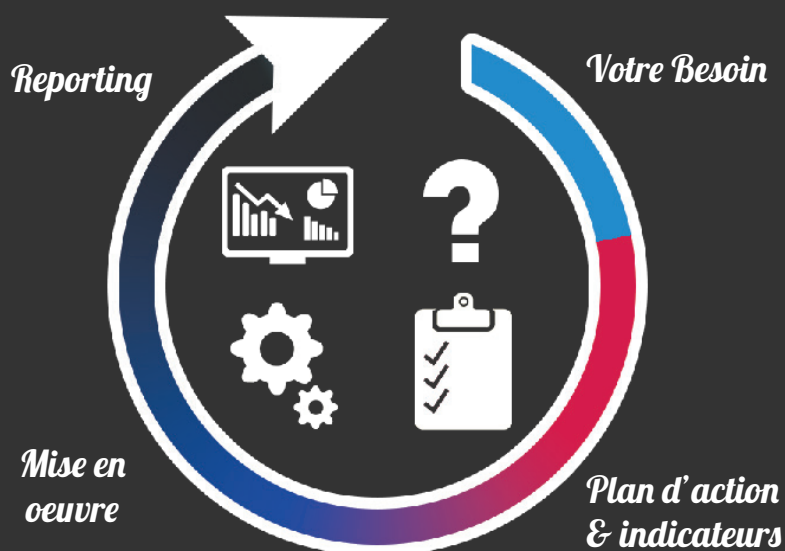 Reporting
Votre Besoin
Mise en
oeuvre
Plan d'action
& indicateurs